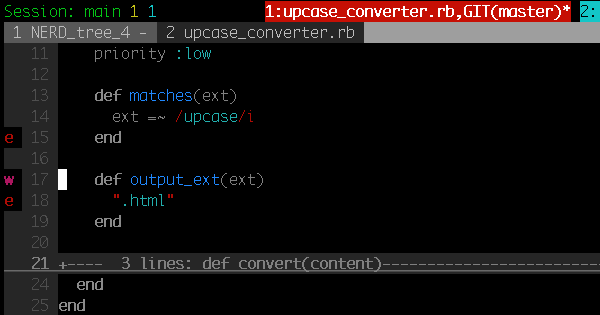 Session: main 1 1 1:upcase_converter.rb,GIT(master)* 2:
1 NERD_tree_4 - 2 upcase_converter.rb
11 priority :low
12
13 def matches(ext)
14 ext =~ /upcase/i
e 15 end
16
w 17 def output_ext(ext)
e 18 ".html"
19 end
20
21 +---- 3 lines: def convert(content)------------------------
24 end
25 end